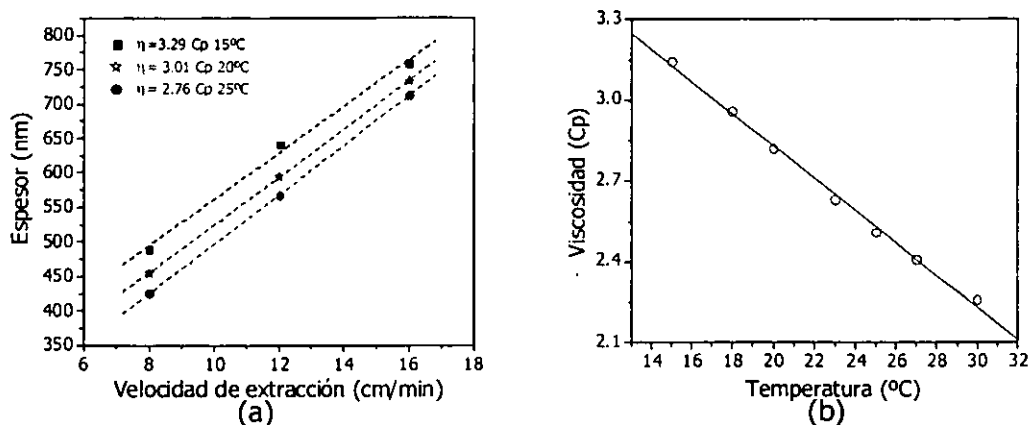 Espesor (nm)
800
750
700
650
600
550
500
450
400
350
η =3.29 Cp 15ºC
η = 3.01 Cp 20ºC
η = 2.76 Cp 25ºC
6 8 10 12 14 16 18
Velocidad de extracción (cm/min)
(a)
Viscosidad (Cp)
3.3
3.0
2.7
2.4
2.1
14 16 18 20 22 24 26 28 30 32
Temperatura (ºC)
(b)